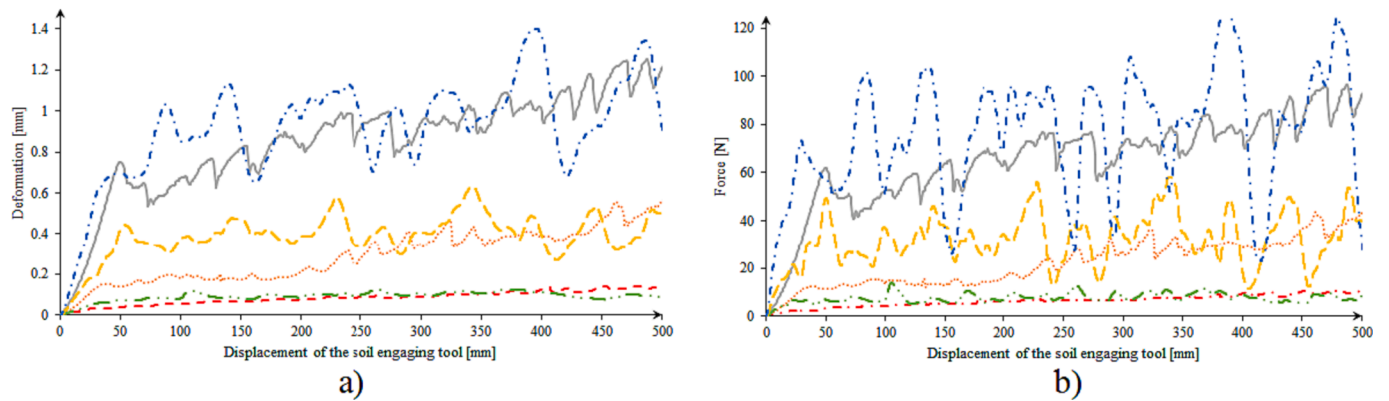 Deformation [mm]
1.4
1.2
1
0.8
0.6
0.4
0.2
0
0 50 100 150 200 250 300 350 400 450 500
Displacement of the soil engaging tool [mm]
a)
Force [N]
120
100
80
60
40
20
0
0 50 100 150 200 250 300 350 400 450 500
Displacement of the soil engaging tool [mm]
b)